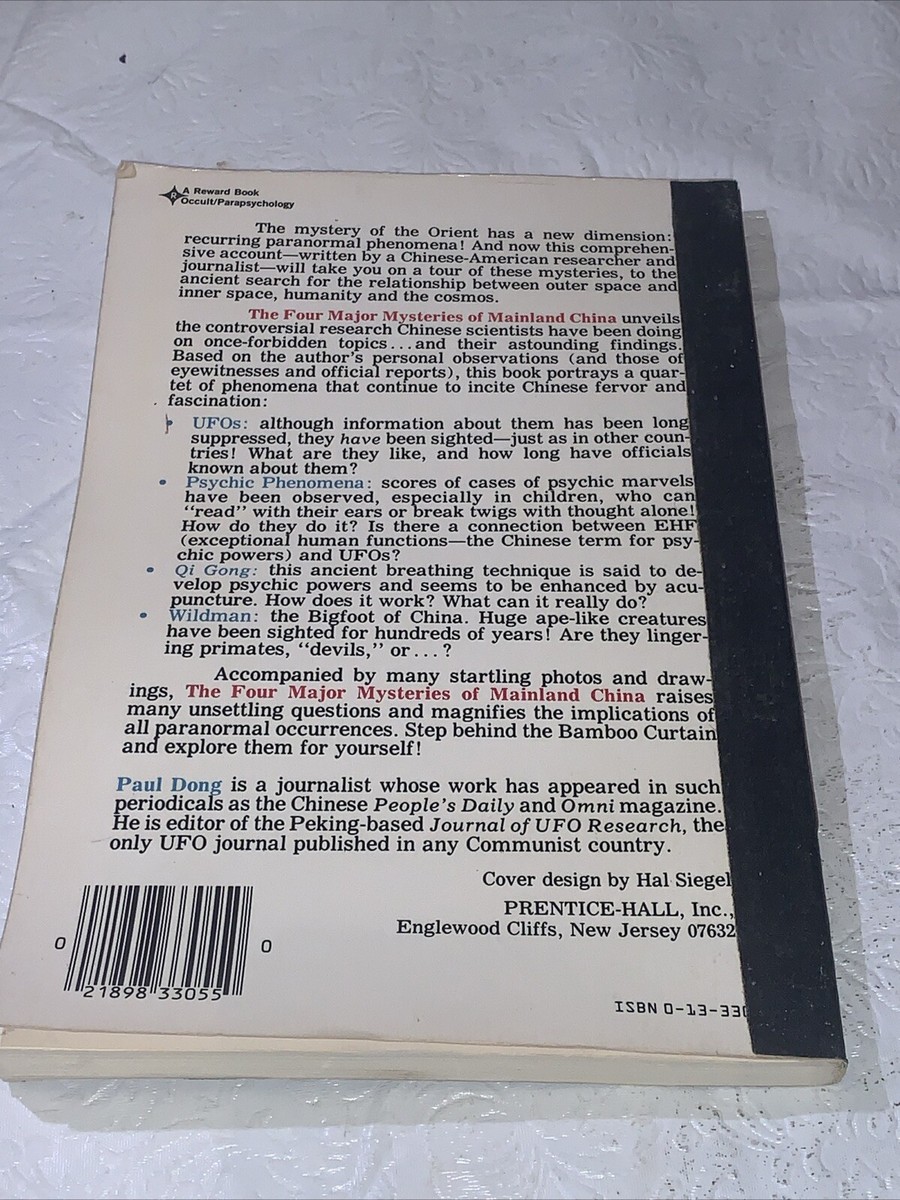 R
A Reward Book
Occult/Parapsychology
The mystery of the Orient has a new dimension:
recurring paranormal phenomena! And now this comprehen-
sive account—written by a Chinese-American researcher and
journalist—will take you on a tour of these mysteries, to the
ancient search for the relationship between outer space and
inner space, humanity and the cosmos.
The Four Major Mysteries of Mainland China unveils
the controversial research Chinese scientists have been doing
on once-forbidden topics...and their astounding findings.
Based on the author's personal observations (and those of
eyewitnesses and official reports), this book portrays a quar-
tet of phenomena that continue to incite Chinese fervor and
fascination:
• UFOs: although information about them has been long
suppressed, they have been sighted—just as in other coun-
tries! What are they like, and how long have officials
known about them?
• Psychic Phenomena: scores of cases of psychic marvels
have been observed, especially in children, who can
"read" with their ears or break twigs with thought alone!
How do they do it? Is there a connection between EHF
(exceptional human functions—the Chinese term for psy-
chic powers) and UFOs?
• Qi Gong: this ancient breathing technique is said to de-
velop psychic powers and seems to be enhanced by acu-
puncture. How does it work? What can it really do?
• Wildman: the Bigfoot of China. Huge ape-like creatures
have been sighted for hundreds of years! Are they linger-
ing primates, "devils," or...?
Accompanied by many startling photos and draw-
ings, The Four Major Mysteries of Mainland China raises
many unsettling questions and magnifies the implications of
all paranormal occurrences. Step behind the Bamboo Curtain
and explore them for yourself!
Paul Dong is a journalist whose work has appeared in such
periodicals as the Chinese People's Daily and Omni magazine.
He is editor of the Peking-based Journal of UFO Research, the
only UFO journal published in any Communist country.
Cover design by Hal Siegel
PRENTICE-HALL, Inc.,
Englewood Cliffs, New Jersey 07632
0 21898 33055 0
ISBN 0-13-330